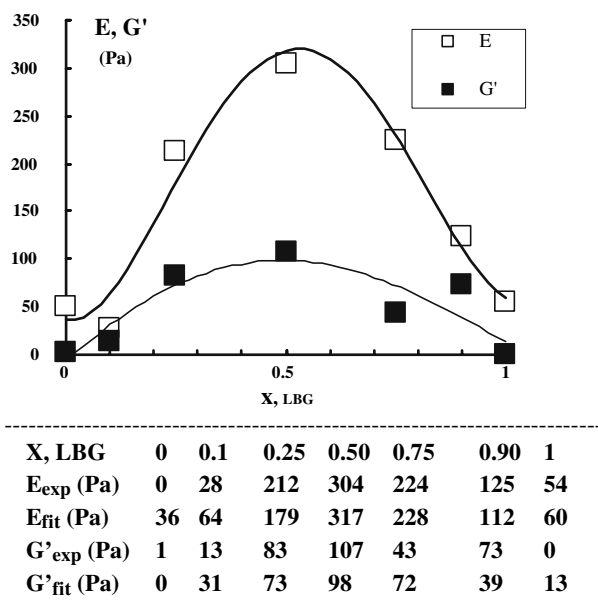 E, G'
(Pa)
350
300
250
200
150
100
50
0
E
G'
0
0.5
1
x, LBG
X, LBG 0 0.1 0.25 0.50 0.75 0.90 1
Eexp (Pa) 0 28 212 304 224 125 54
Efit (Pa) 36 64 179 317 228 112 60
G’exp (Pa) 1 13 83 107 43 73 0
G’fit (Pa) 0 31 73 98 72 39 13